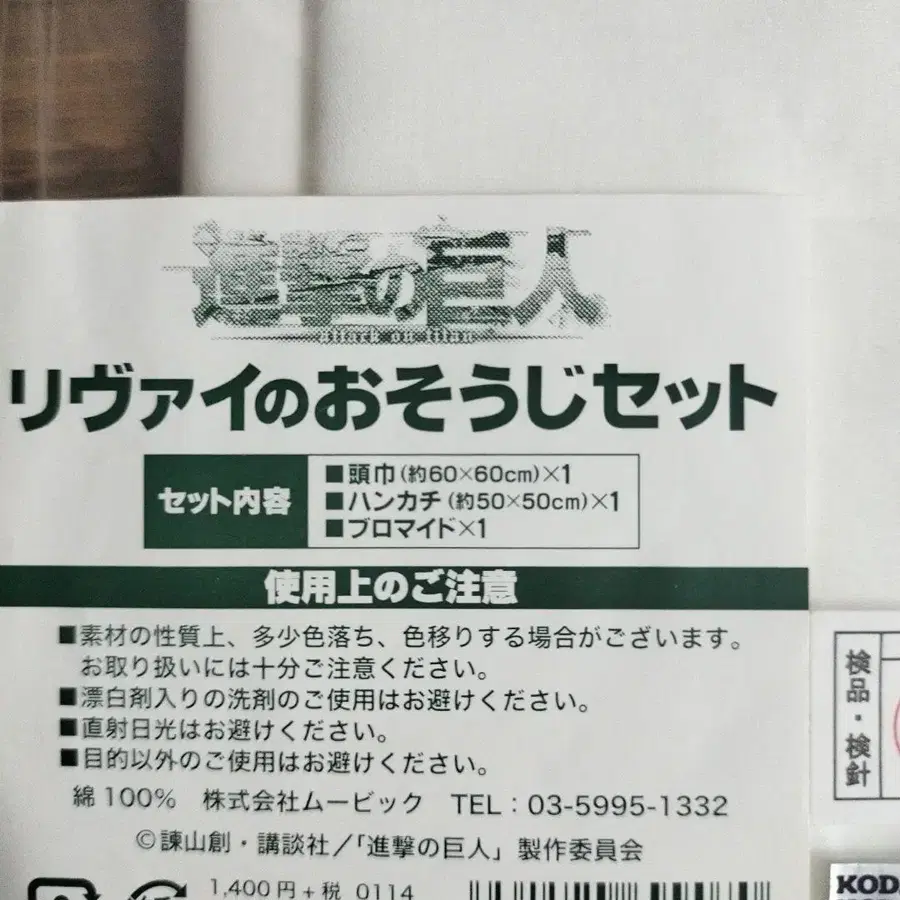 進撃の巨人
attack on titan
リヴァイのおそうじセット
セット内容
■頭巾(約60×60cm)×1
■ハンカチ(約50×50cm)×1
■ブロマイド×1
使用上のご注意
■素材の性質上、多少色落ち、色移りする場合がございます。
お取り扱いには十分ご注意ください。
■漂白剤入りの洗剤のご使用はお避けください。
■直射日光はお避けください。
■目的以外のご使用はお避けください。
綿100% 株式会社ムービック TEL:03-5995-1332
©諫山創・講談社/「進撃の巨人」製作委員会
1,400円+税 0114
検品・検針
KOD